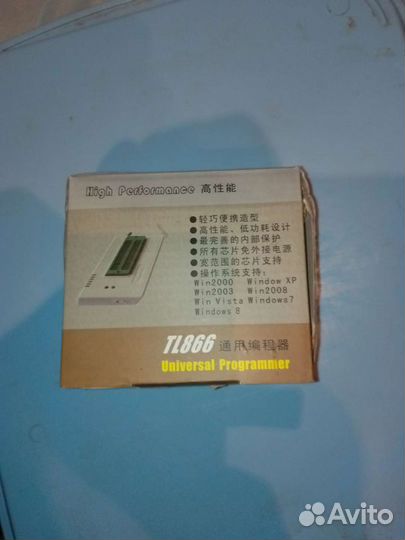 High Performance 高性能
●轻巧便携造型
●高性能、低功耗设计
●最完善的内部保护
●所有芯片免外接电源
●宽范围的芯片支持
●操作系统支持:
Win2000 Window XP
Win2003 Win2008
Win Vista Windows7
Windows 8
TL866 通用编程器
Universal Programmer
Avito